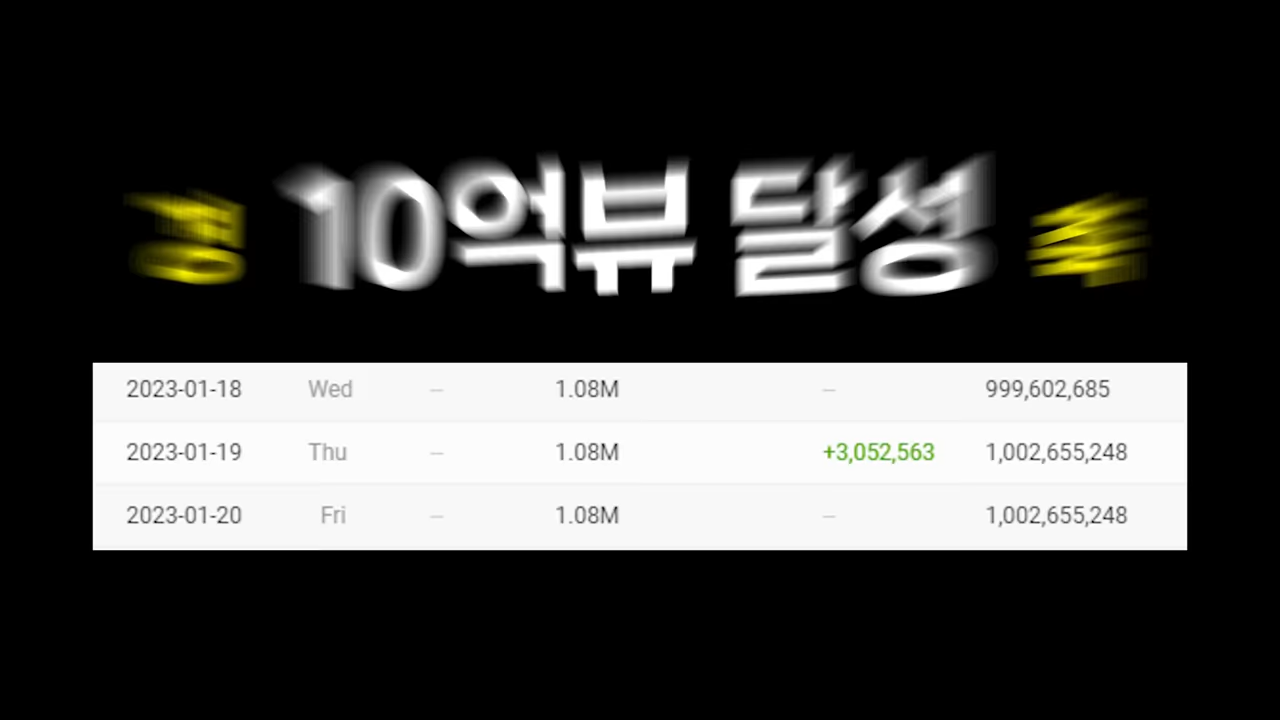 경 10억뷰 달성 축
2023-01-18 Wed – 1.08M – 999,602,685
2023-01-19 Thu – 1.08M +3,052,563 1,002,655,248
2023-01-20 Fri – 1.08M – 1,002,655,248